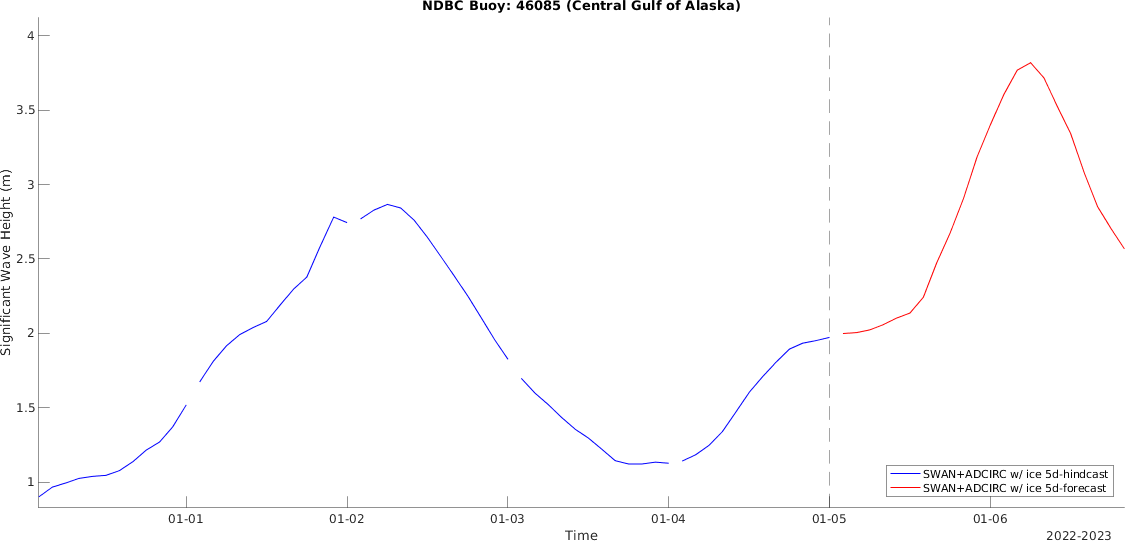 NDBC Buoy: 46085 (Central Gulf of Alaska)
Significant Wave Height (m)
4
3.5
3
2.5
2
1.5
1
SWAN+ADCIRC w/ ice 5d-hindcast
SWAN+ADCIRC w/ ice 5d-forecast
01-01 01-02 01-03 01-04 01-05 01-06
Time
2022-2023